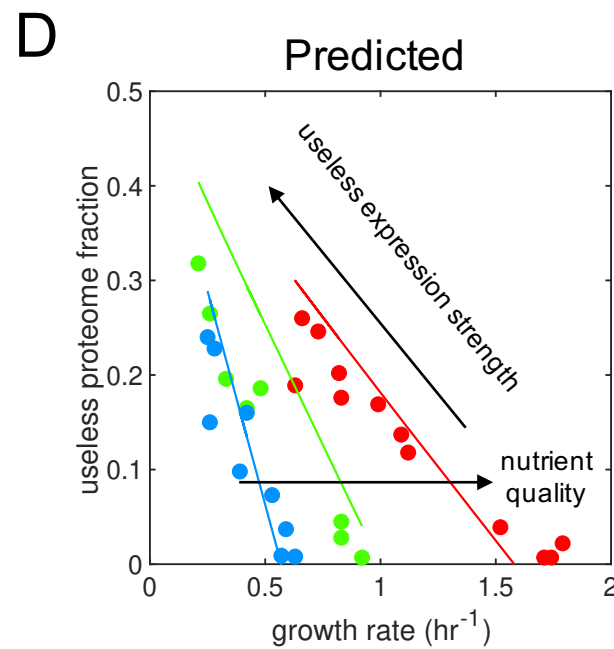 D
Predicted
0.5
0.4
0.3
0.2
0.1
0
useless proteome fraction
useless expression strength
nutrient
quality
0
0.5
1
1.5
2
growth rate (hr⁻¹)